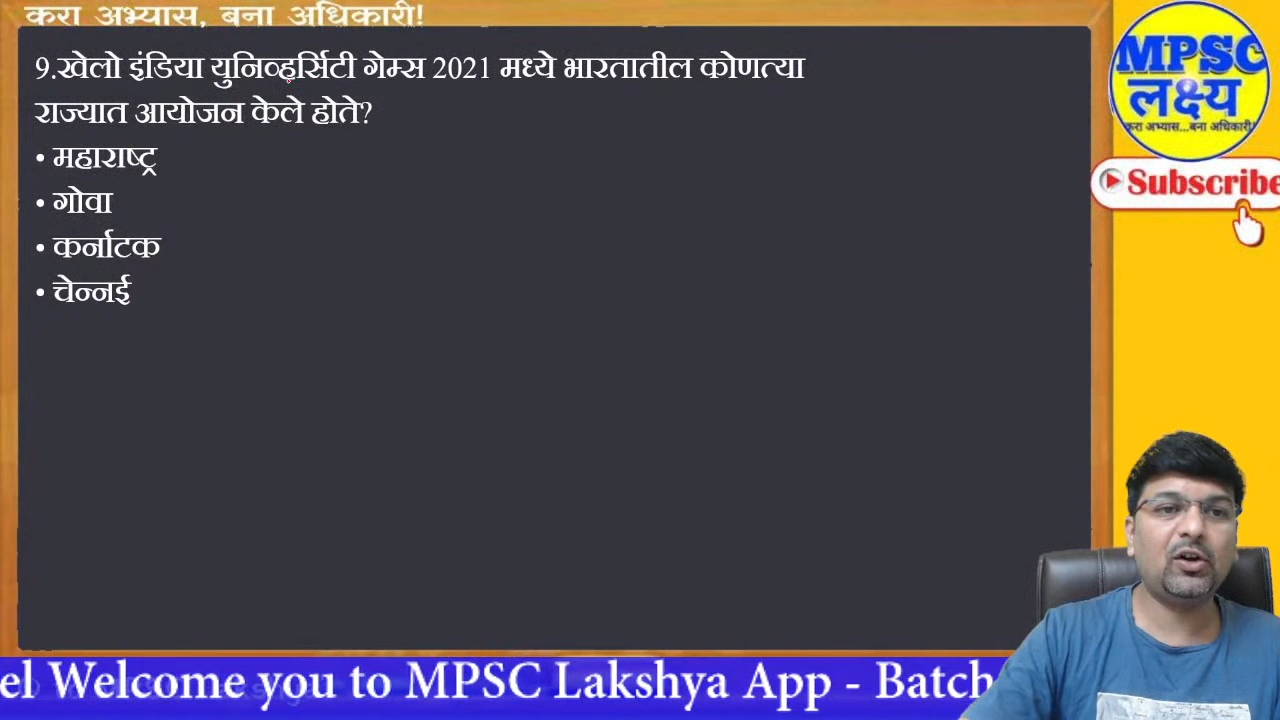 करा अभ्यास, बना अधिकारी!
9.खेलो इंडिया युनिव्हर्सिटी गेम्स 2021 मध्ये भारतातील कोणत्या
राज्यात आयोजन केले होते?
• महाराष्ट्र
• गोवा
• कर्नाटक
• चेन्नई
MPSC
लक्ष्य
करा अभ्यास...बना अधिकारी!
Subscribe
el Welcome you to MPSC Lakshya App - Batch